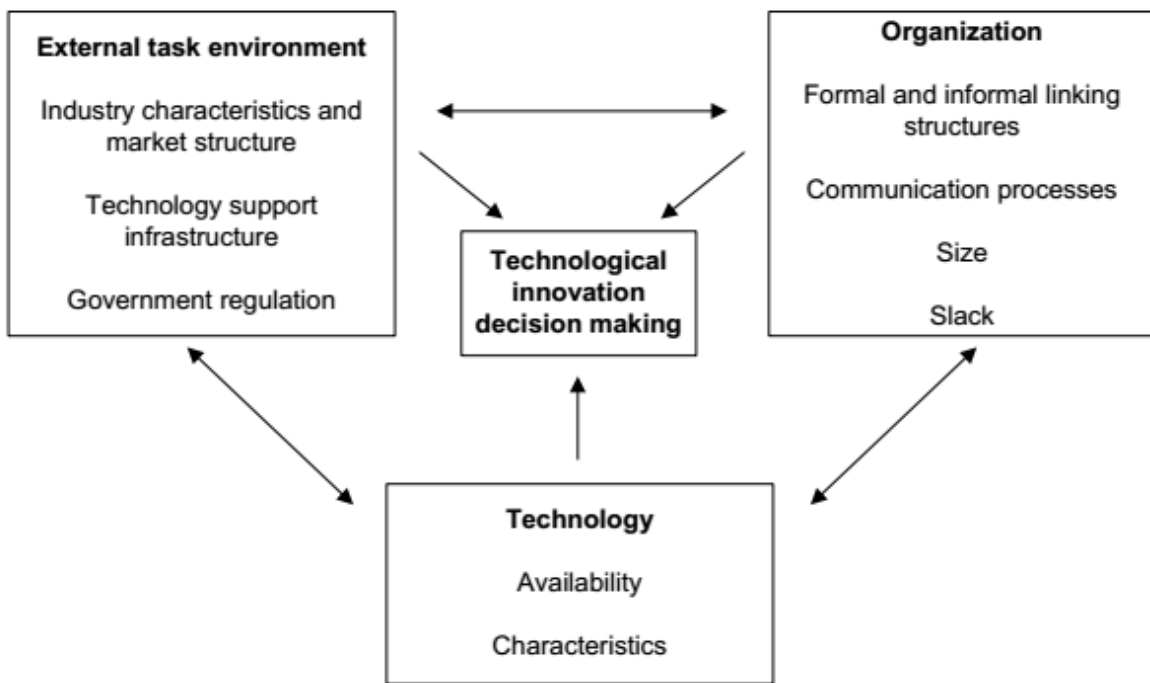 External task environment
Industry characteristics and
market structure
Technology support
infrastructure
Government regulation
Organization
Formal and informal linking
structures
Communication processes
Size
Slack
Technological
innovation
decision making
Technology
Availability
Characteristics